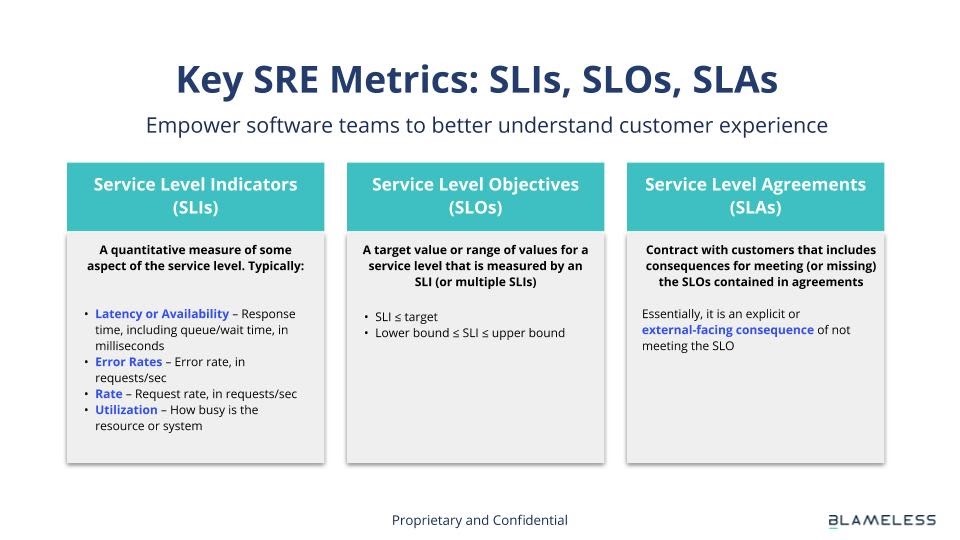 Key SRE Metrics: SLIs, SLOs, SLAs
Empower software teams to better understand customer experience
Service Level Indicators
(SLIs)
A quantitative measure of some
aspect of the service level. Typically:
• Latency or Availability – Response
time, including queue/wait time, in
milliseconds
• Error Rates – Error rate, in
requests/sec
• Rate – Request rate, in requests/sec
• Utilization – How busy is the
resource or system
Service Level Objectives
(SLOs)
A target value or range of values for a
service level that is measured by an
SLI (or multiple SLIs)
• SLI ≤ target
• Lower bound ≤ SLI ≤ upper bound
Service Level Agreements
(SLAs)
Contract with customers that includes
consequences for meeting (or missing)
the SLOs contained in agreements
Essentially, it is an explicit or
external-facing consequence of not
meeting the SLO
Proprietary and Confidential
BLAMELESS